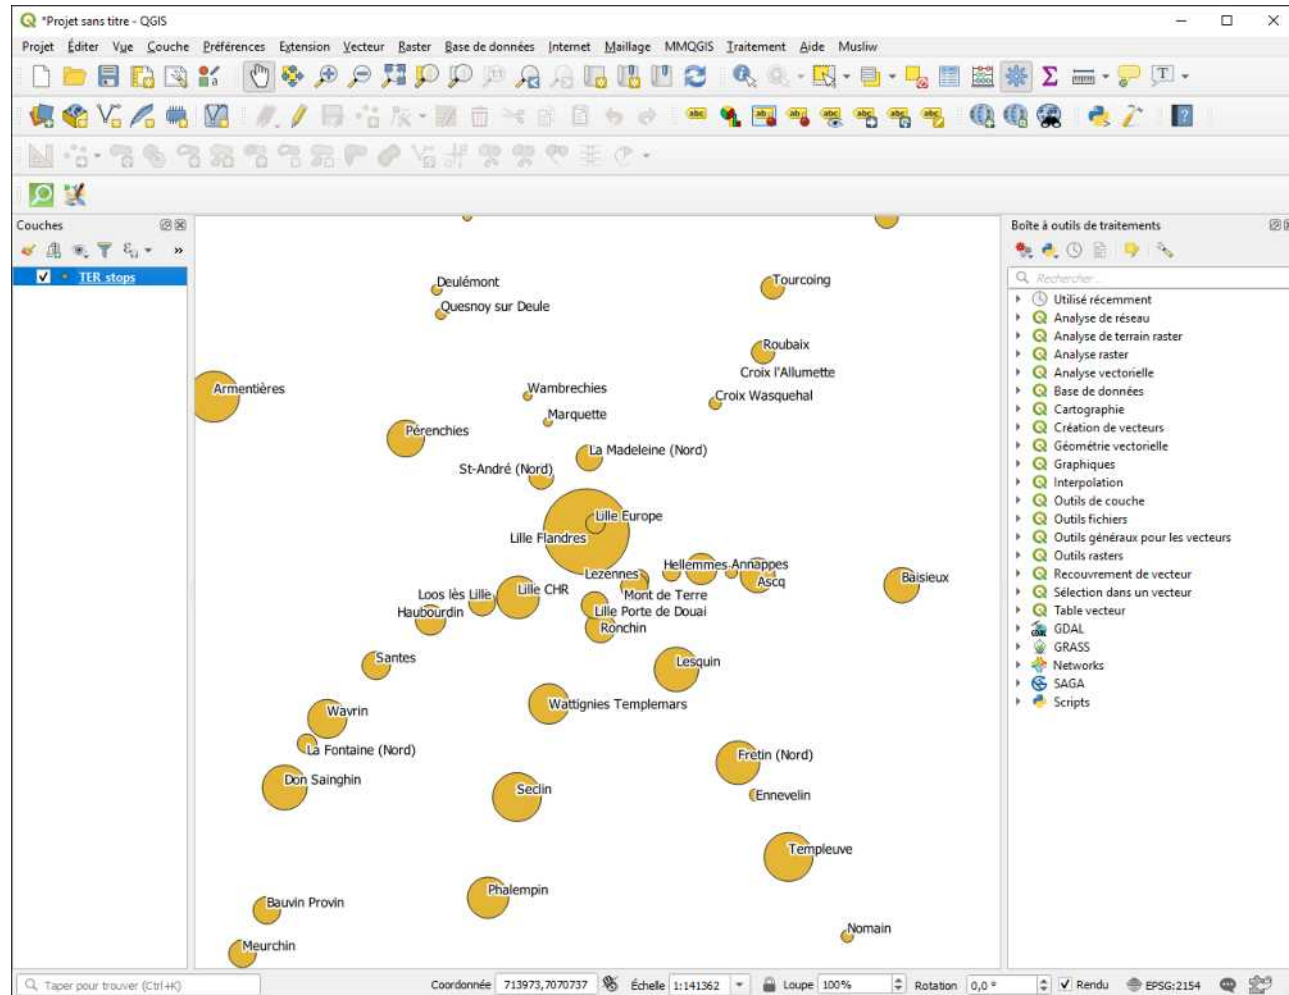 *Projet sans titre - QGIS
Projet Éditer Vue Couche Préférences Extension Vecteur Raster Base de données Internet Maillage MMQGIS Traitement Aide Musliw
Couches
TER stops
Deulémont
Quesnoy sur Deule
Tourcoing
Roubaix
Croix l'Allumette
Armentières
Wambrechies
Croix Wasquehal
Marquette
Pérenchies
La Madeleine (Nord)
St-André (Nord)
Lille Europe
Lille Flandres
Hellemmes
Annappes
Lezennes
Ascq
Baisieux
Loos lès Lille
Lille CHR
Mont de Terre
Haubourdin
Lille Porte de Douai
Ronchin
Santes
Lesquin
Wavrin
Wattignies Templemars
La Fontaine (Nord)
Fretin (Nord)
Don Sainghin
Seclin
Ennevelin
Templeuve
Phalempin
Bauvin Provin
Nomain
Meurchin
Boîte à outils de traitements
Rechercher...
Utilisé récemment
Analyse de réseau
Analyse de terrain raster
Analyse raster
Analyse vectorielle
Base de données
Cartographie
Création de vecteurs
Géométrie vectorielle
Graphiques
Interpolation
Outils de couche
Outils fichiers
Outils généraux pour les vecteurs
Outils rasters
Recouvrement de vecteur
Sélection dans un vecteur
Table vecteur
GDAL
GRASS
Networks
SAGA
Scripts
Taper pour trouver (Ctrl+K) Coordonnée 713973,7070737 Échelle 1:141362 Loupe 100% Rotation 0,0 ° Rendu EPSG:2154